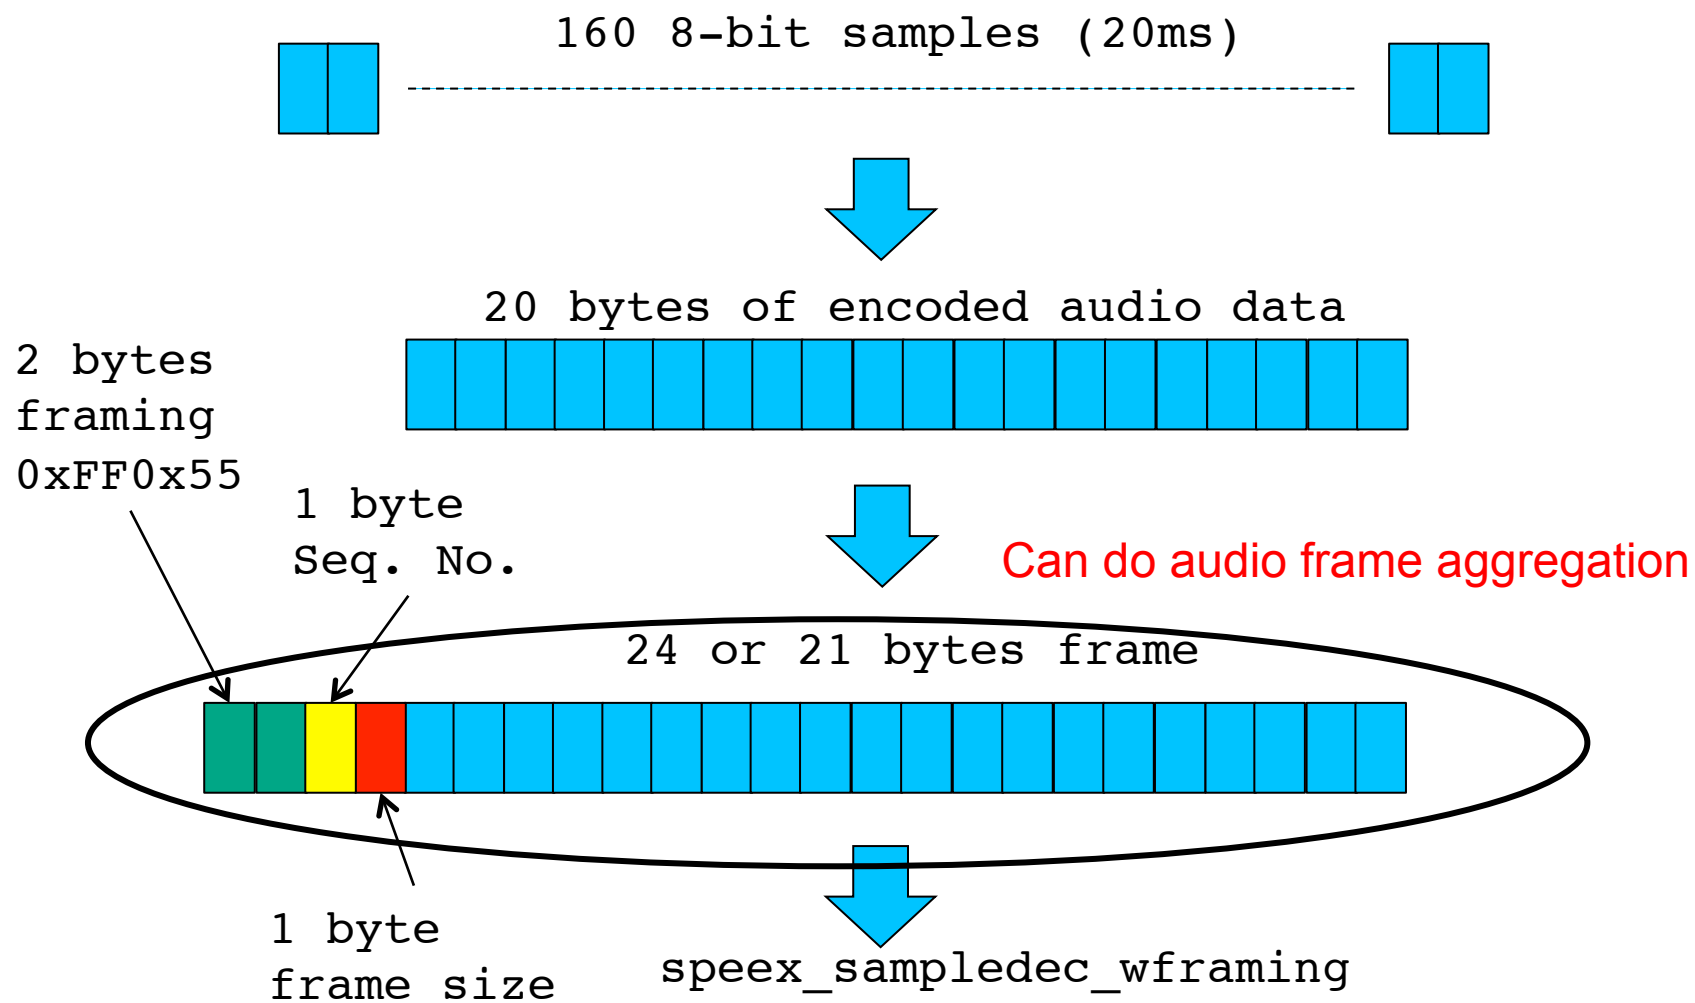 160 8-bit samples (20ms)
20 bytes of encoded audio data
2 bytes
framing
0xFF0x55
1 byte
Seq. No.
Can do audio frame aggregation
24 or 21 bytes frame
1 byte
frame size
speex_sampledec_wframing